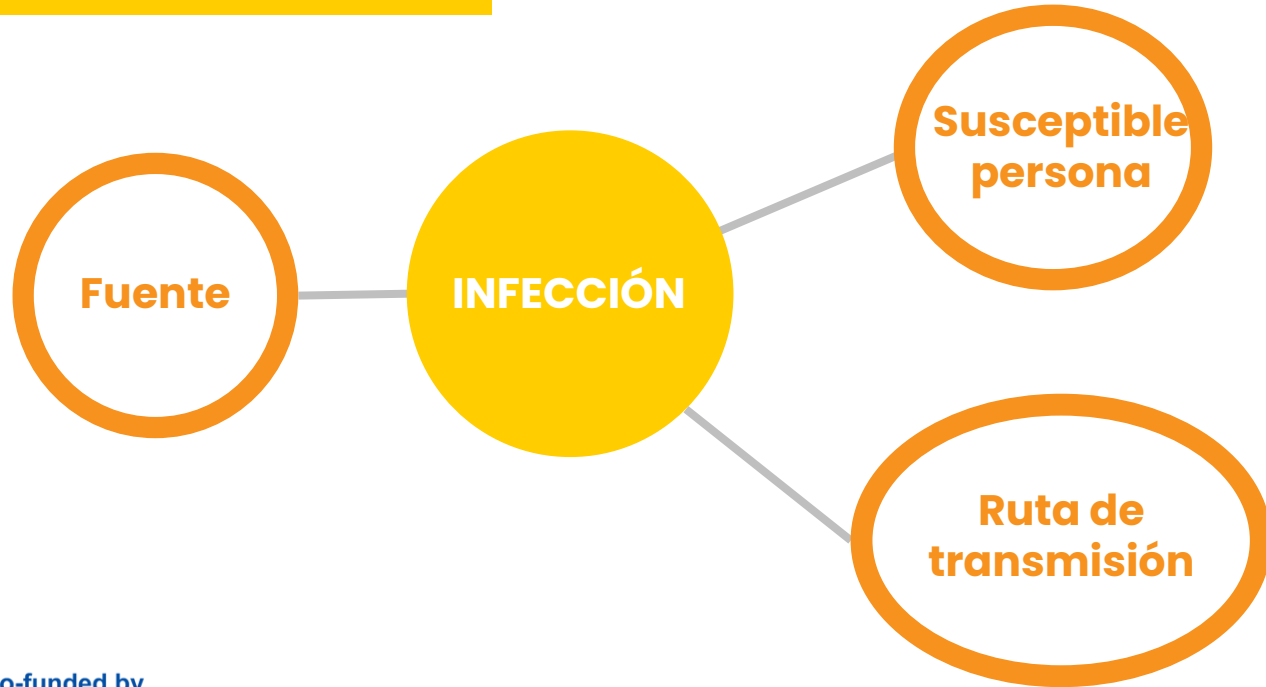 Susceptible
persona
Fuente
INFECCIÓN
Ruta de
transmisión
o-funded by